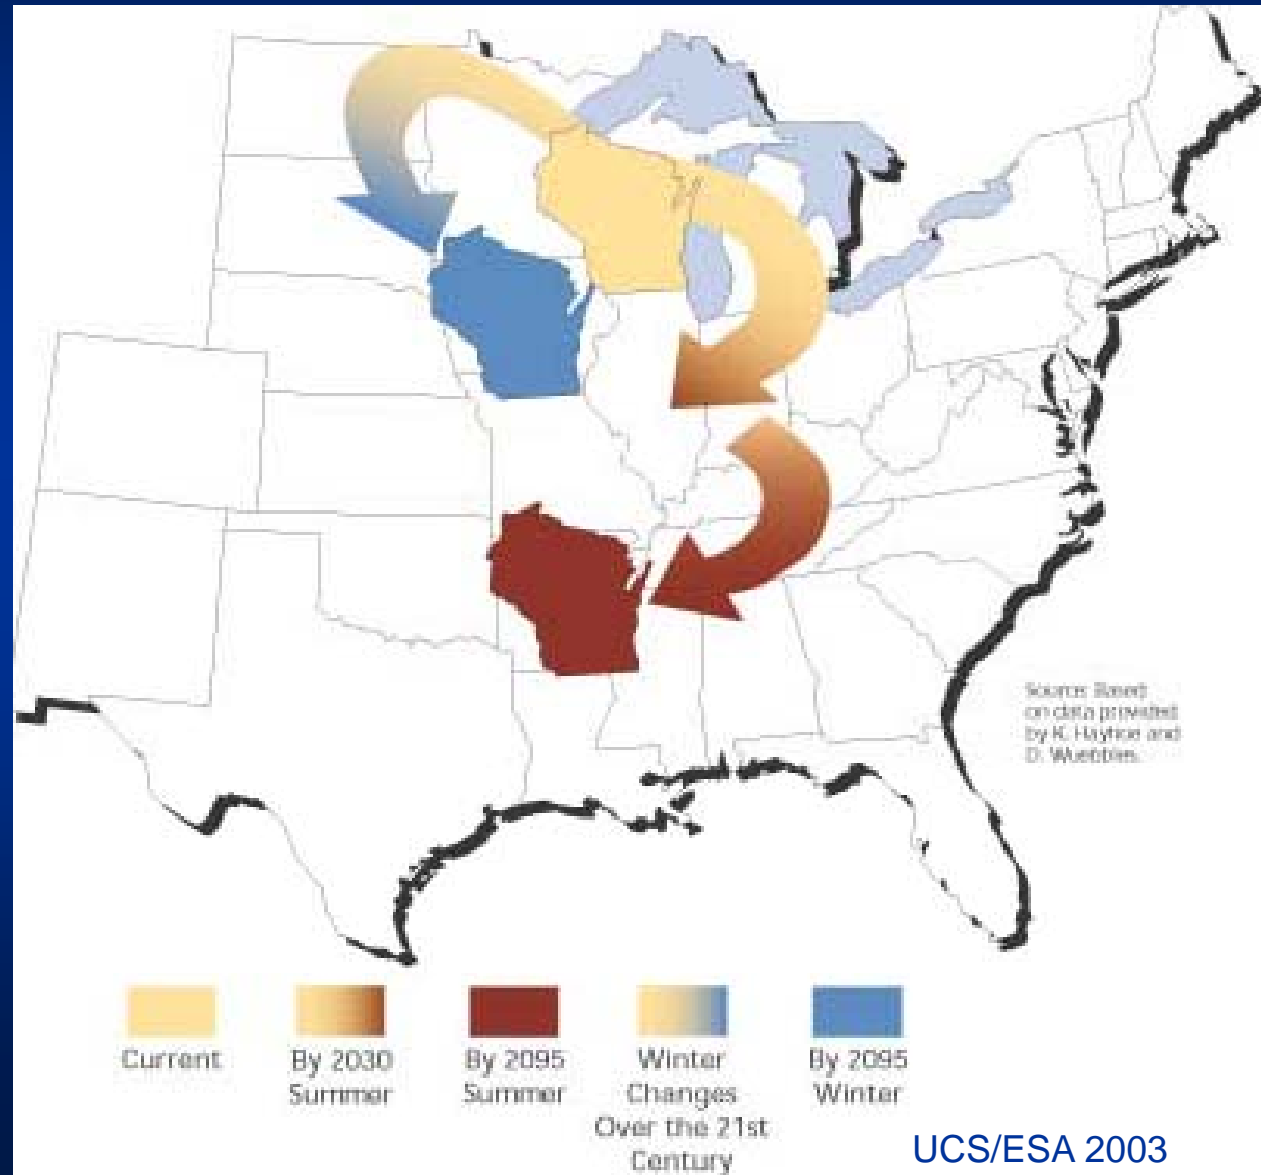 Source: Based
on data provided
by K. Hayhoe and
D. Wuebbles.
Current
By 2030
Summer
By 2095
Summer
Winter
Changes
Over the 21st
Century
By 2095
Winter
UCS/ESA 2003